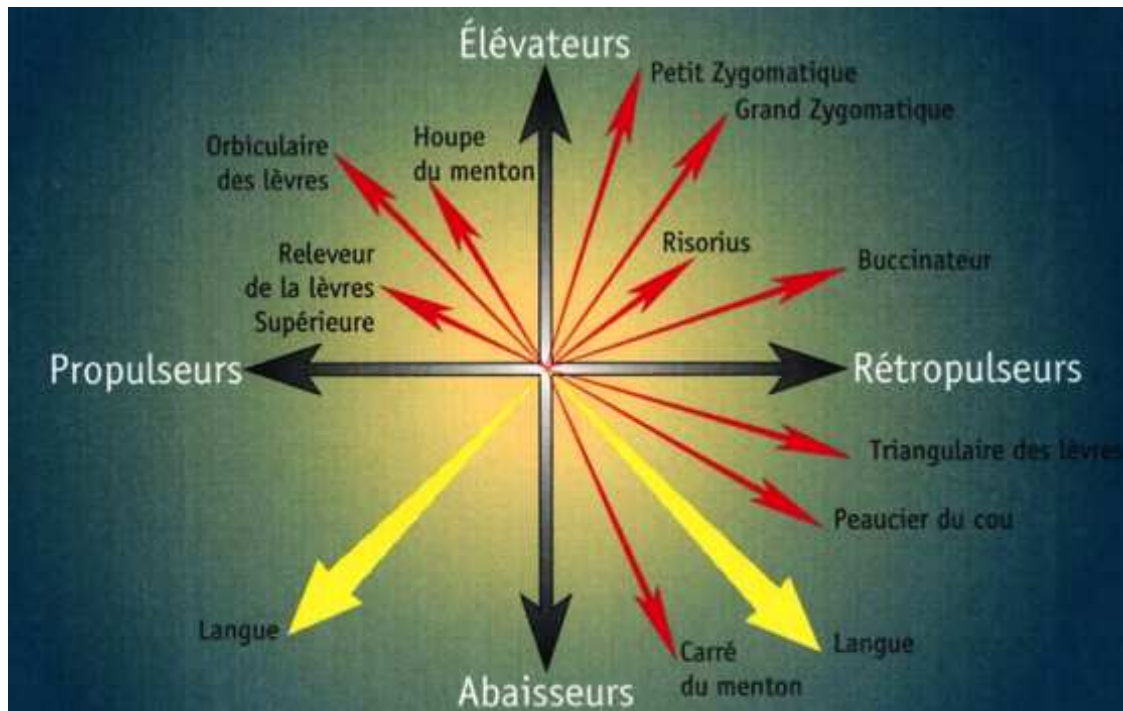 Élévateurs
Petit Zygomatique
Grand Zygomatique
Houpe
du menton
Orbiculaire
des lèvres
Risorius
Buccinateur
Releveur
de la lèvres
Supérieure
Propulseurs
Rétropulseurs
Triangulaire des lèvres
Peaucier du cou
Langue
Langue
Carré
du menton
Abaisseurs